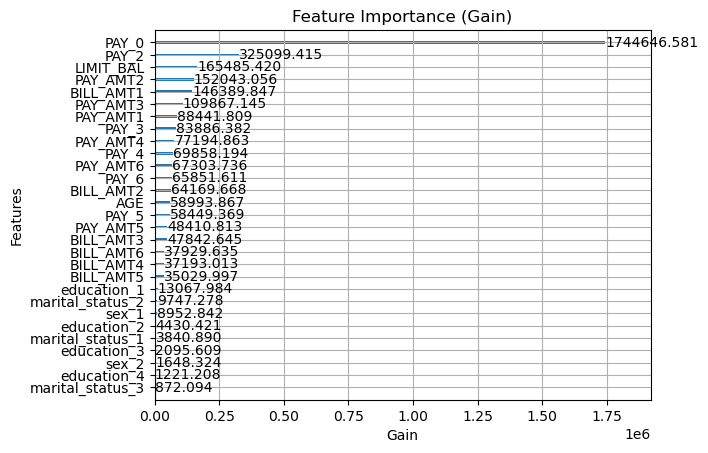 Feature Importance (Gain)
Features
PAY_0 1744646.581
PAY_2 325099.415
LIMIT_BAL 165485.420
PAY_AMT2 152043.056
BILL_AMT1 146389.847
PAY_AMT3 109867.145
PAY_AMT1 88441.809
PAY_3 83886.382
PAY_AMT4 77194.863
PAY_4 69858.194
PAY_AMT6 67303.736
PAY_6 65851.611
BILL_AMT2 64169.668
AGE 58993.867
PAY_5 58449.369
PAY_AMT5 48410.813
BILL_AMT3 47842.645
BILL_AMT6 37929.635
BILL_AMT4 37193.013
BILL_AMT5 35029.997
education_1 13067.984
marital_status_2 9747.278
sex_1 8952.842
education_2 4430.421
marital_status_1 3840.890
education_3 2095.609
sex_2 1648.324
education_4 1221.208
marital_status_3 872.094
0.00 0.25 0.50 0.75 1.00 1.25 1.50 1.75
1e6
Gain